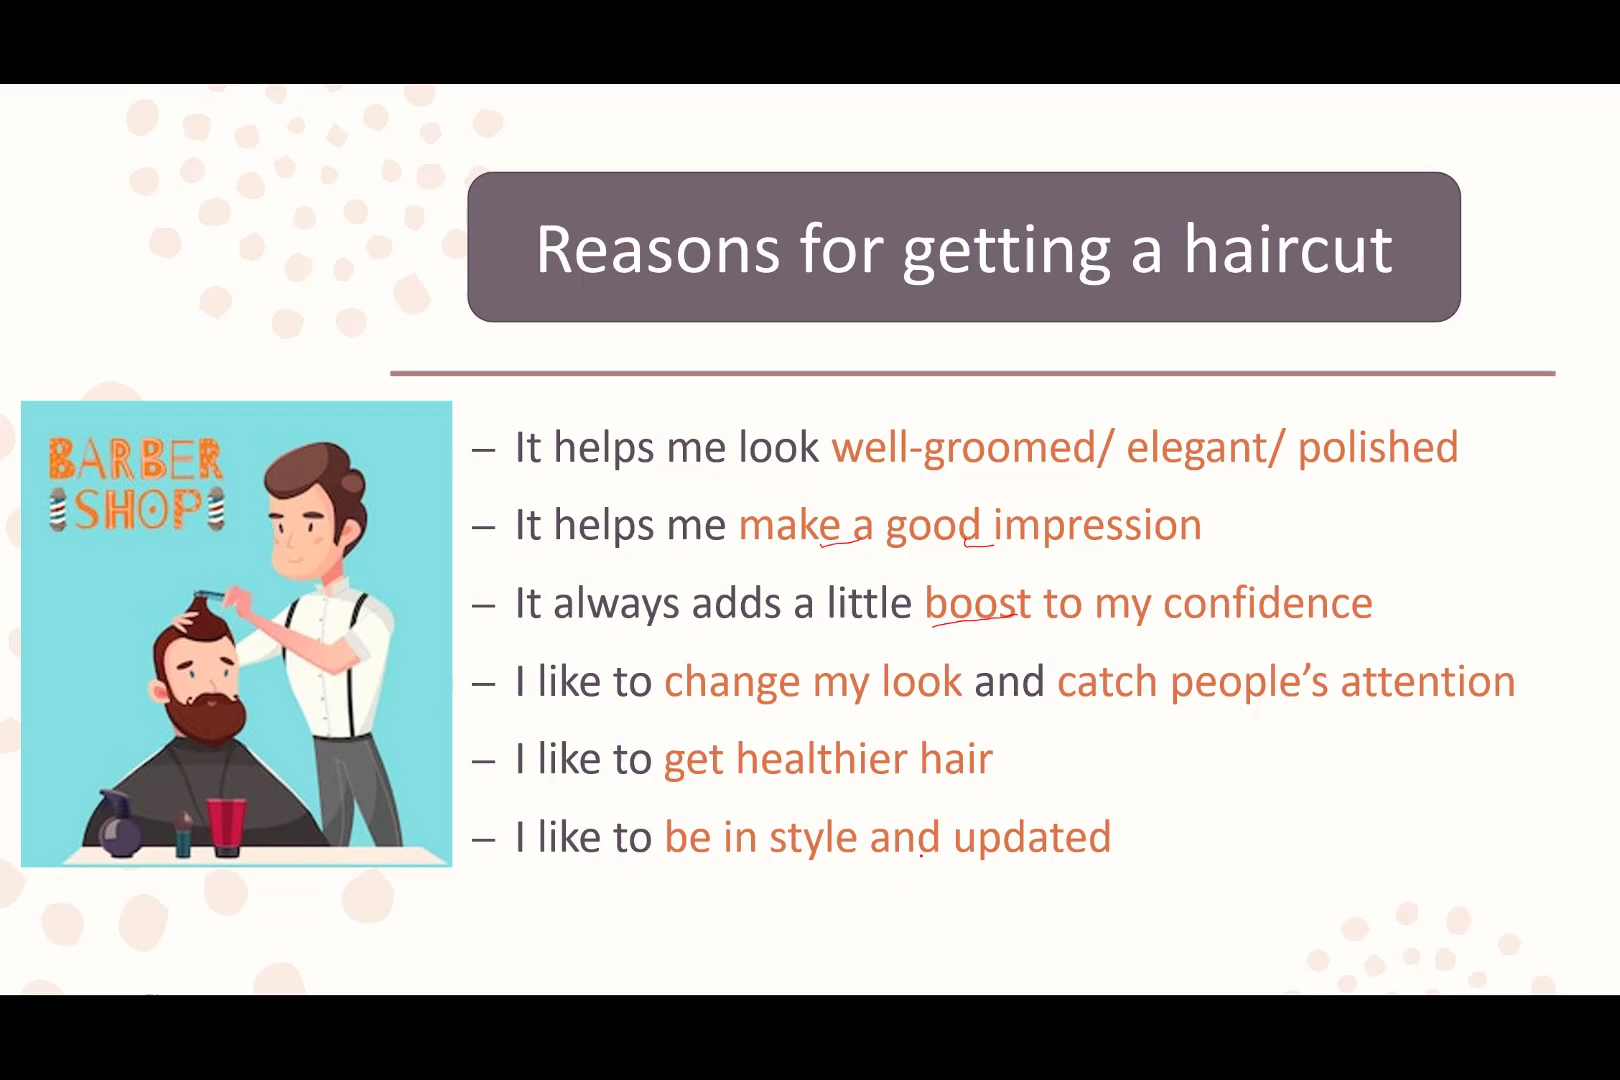 Reasons for getting a haircut
BARBER
SHOP
– It helps me look well-groomed/ elegant/ polished
– It helps me make a good impression
– It always adds a little boost to my confidence
– I like to change my look and catch people’s attention
– I like to get healthier hair
– I like to be in style and updated